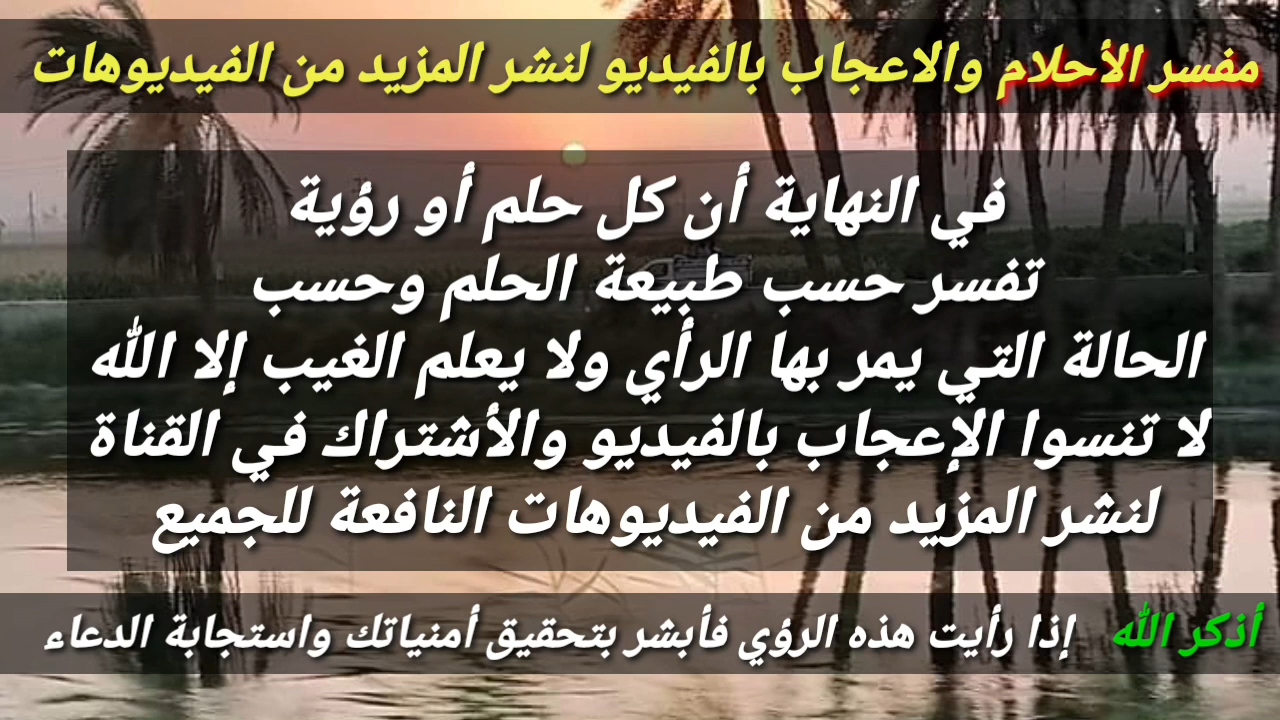 مفسر الأحلام والاعجاب بالفيديو لنشر المزيد من الفيديوهات
في النهاية أن كل حلم أو رؤية
تفسر حسب طبيعة الحلم وحسب
الحالة التي يمر بها الرأي ولا يعلم الغيب إلا الله
لا تنسوا الإعجاب بالفيديو والأشتراك في القناة
لنشر المزيد من الفيديوهات النافعة للجميع
أذكر الله إذا رأيت هذه الرؤي فأبشر بتحقيق أمنياتك واستجابة الدعاء